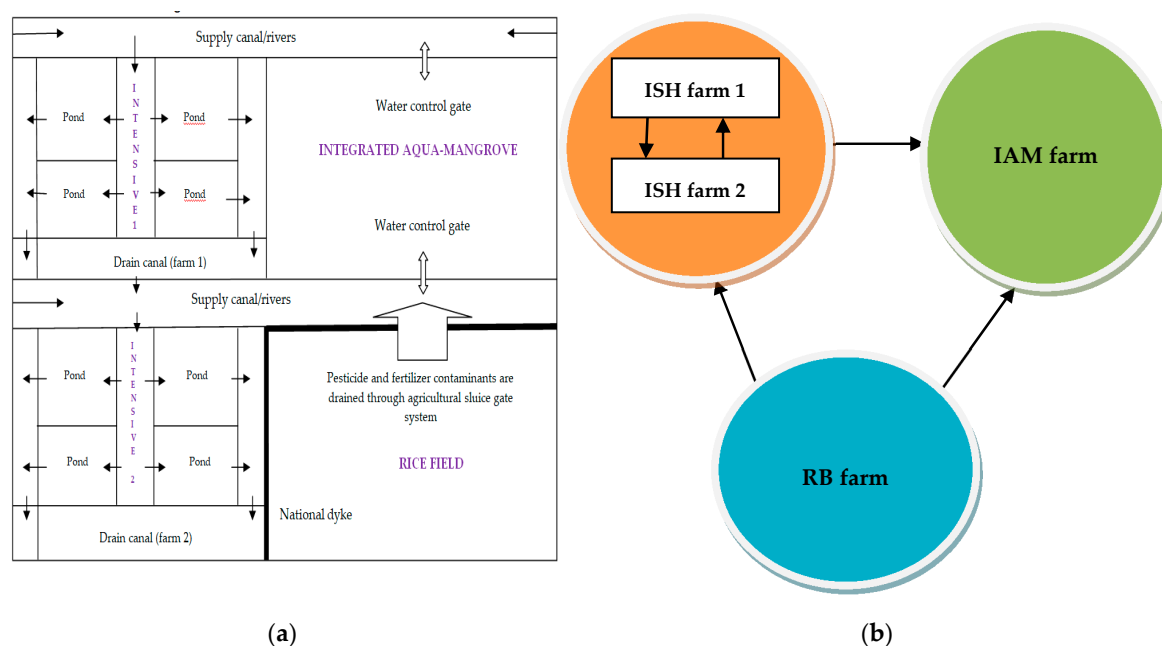 Supply canal/rivers
Water control gate
INTENSIVE1
Pond
Pond
INTEGRATED AQUA-MANGROVE
Pond
Pond
Water control gate
Drain canal (farm 1)
Supply canal/rivers
INTENSIVE 2
Pond
Pond
Pesticide and fertilizer contaminants are
drained through agricultural sluice gate
system
Pond
Pond
RICE FIELD
National dyke
Drain canal (farm 2)
(a)
ISH farm 1
ISH farm 2
IAM farm
RB farm
(b)